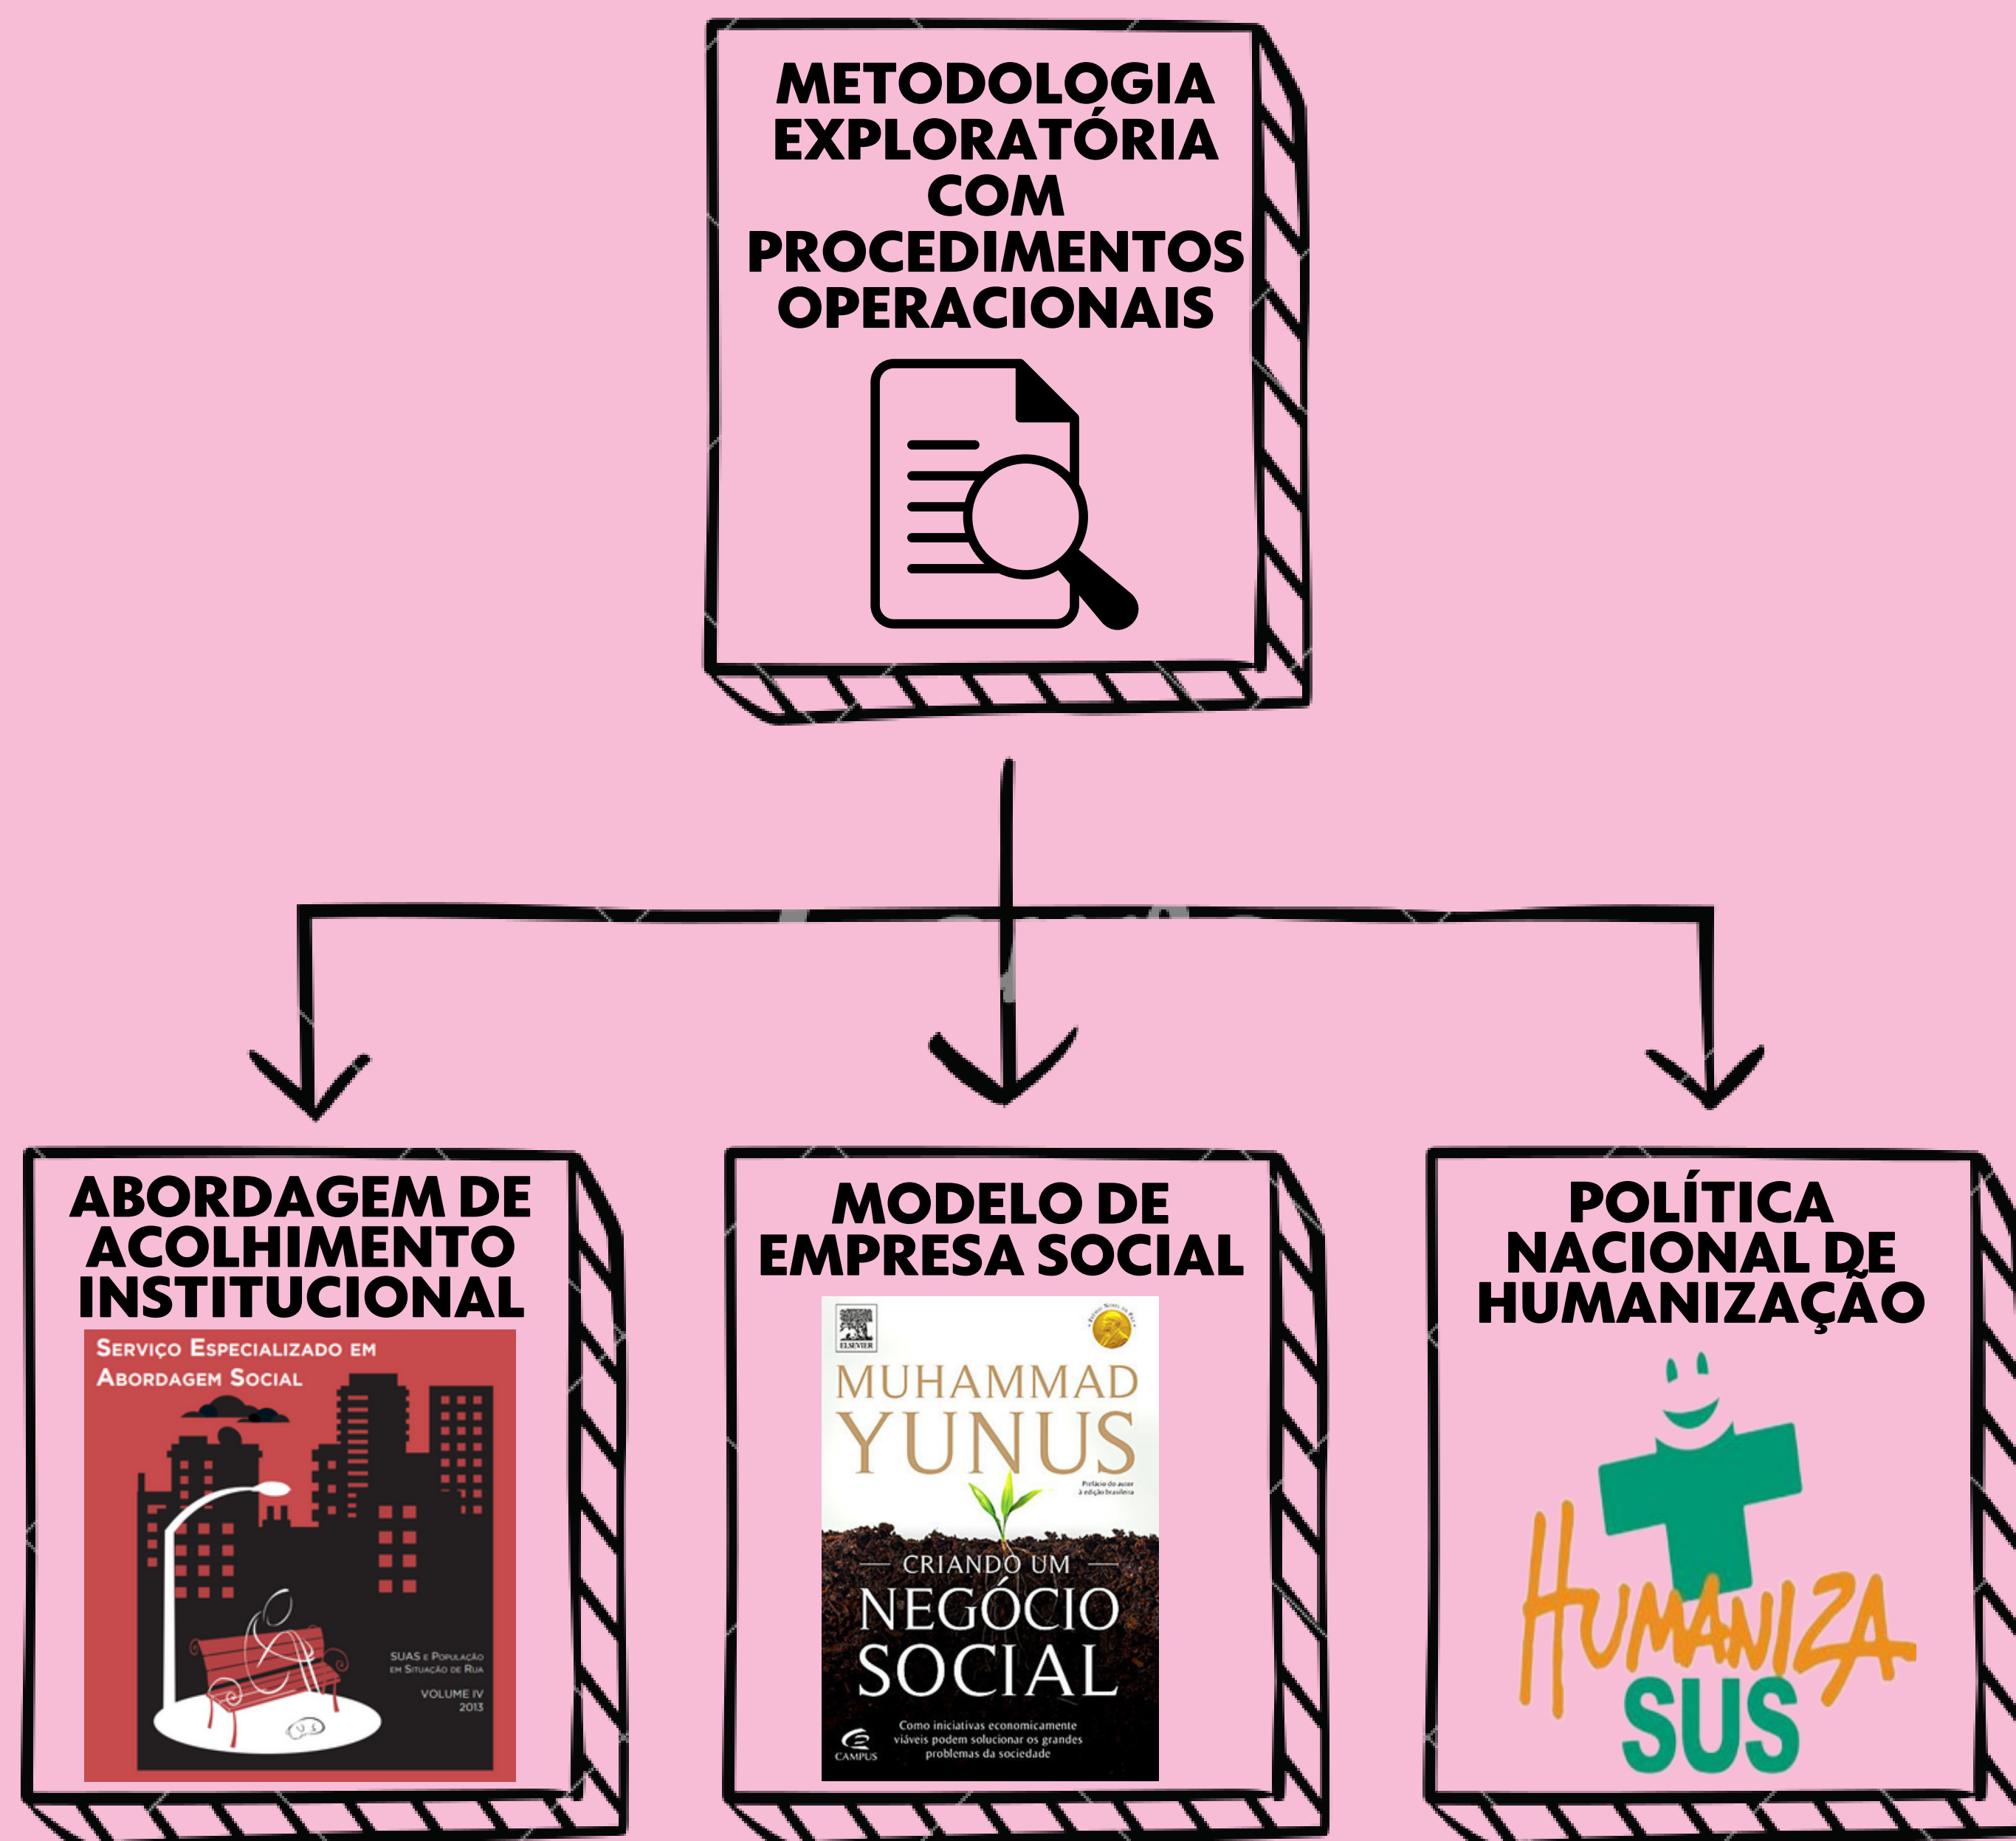 METODOLOGIA
EXPLORATÓRIA
COM
PROCEDIMENTOS
OPERACIONAIS
ABORDAGEM DE
ACOLHIMENTO
INSTITUCIONAL
SERVIÇO ESPECIALIZADO EM
ABORDAGEM SOCIAL
SUAS E POPULAÇÃO
EM SITUAÇÃO DE RUA
VOLUME IV
2013
MODELO DE
EMPRESA SOCIAL
ELSEVIER
MUHAMMAD
YUNUS
Prefácio do autor
à edição brasileira
CRIANDO UM
NEGÓCIO
SOCIAL
Como iniciativas economicamente
viáveis podem solucionar os grandes
problemas da sociedade
CAMPUS
POLÍTICA
NACIONAL DE
HUMANIZAÇÃO
HUMANIZA
SUS